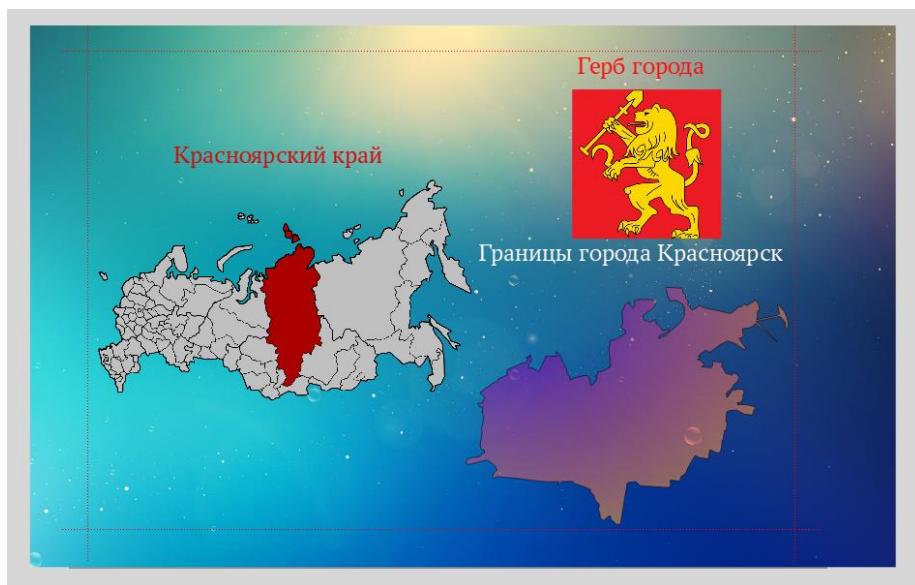 Герб города
Красноярский край
Границы города Красноярск